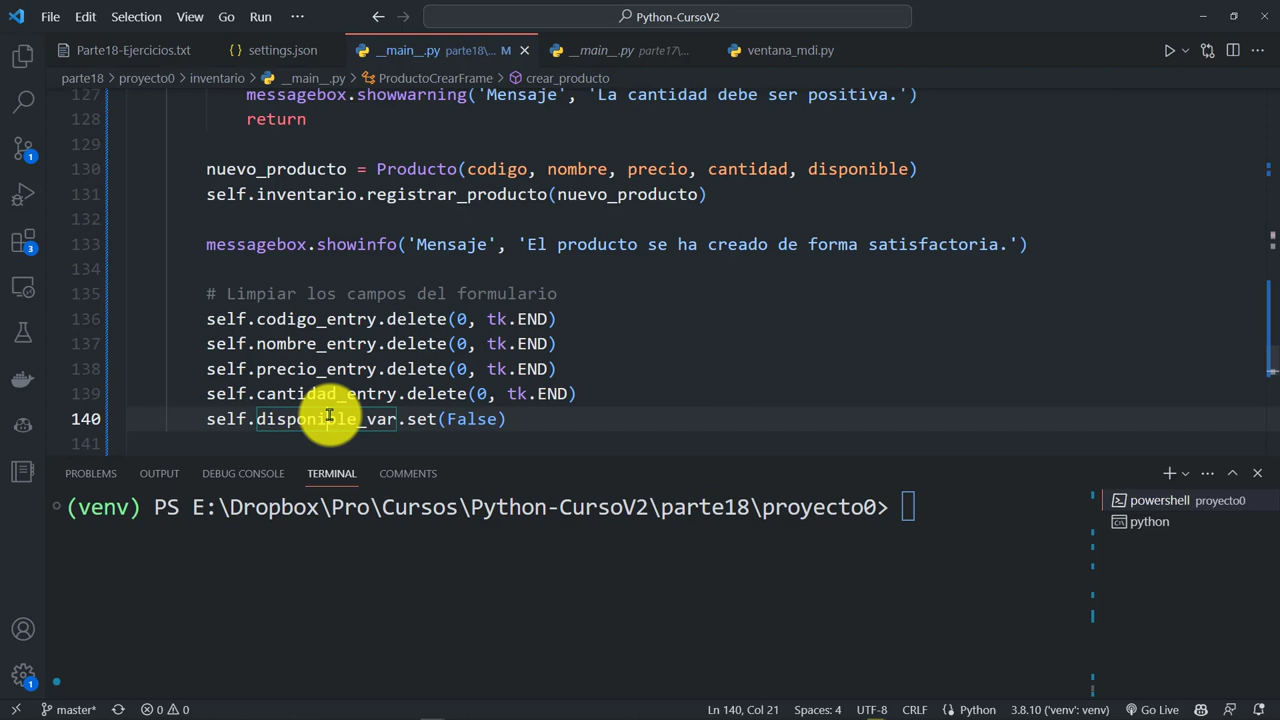 File Edit Selection View Go Run ··· Python-CursoV2
Parte18-Ejercicios.txt {} settings.json __main__.py parte18\... M __main__.py parte17\... ventana_mdi.py
parte18 > proyecto0 > inventario > __main__.py > ProductoCrearFrame > crear_producto
127 messagebox.showwarning('Mensaje', 'La cantidad debe ser positiva.')
128 return
129
130 nuevo_producto = Producto(codigo, nombre, precio, cantidad, disponible)
131 self.inventario.registrar_producto(nuevo_producto)
132
133 messagebox.showinfo('Mensaje', 'El producto se ha creado de forma satisfactoria.')
134
135 # Limpiar los campos del formulario
136 self.codigo_entry.delete(0, tk.END)
137 self.nombre_entry.delete(0, tk.END)
138 self.precio_entry.delete(0, tk.END)
139 self.cantidad_entry.delete(0, tk.END)
140 self.disponible_var.set(False)
141
PROBLEMS OUTPUT DEBUG CONSOLE TERMINAL COMMENTS
(venv) PS E:\Dropbox\Pro\Cursos\Python-CursoV2\parte18\proyecto0>
powershell proyecto0
python
1
3
1
master* 0 0 Ln 140, Col 21 Spaces: 4 UTF-8 CRLF {} Python 3.8.10 ('venv': venv) Go Live